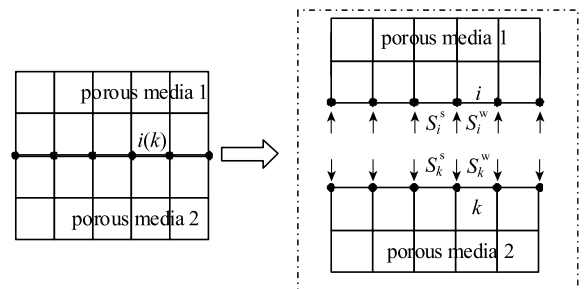 porous media 1
i(k)
porous media 2
porous media 1
i
S_i^s S_i^w
S_k^s S_k^w
k
porous media 2